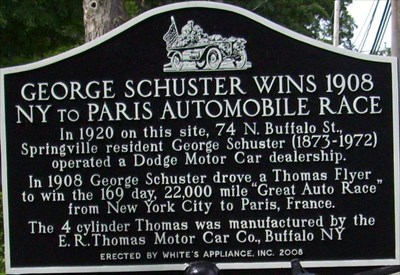 GEORGE SCHUSTER WINS 1908
NY TO PARIS AUTOMOBILE RACE
In 1920 on this site, 74 N. Buffalo St.,
Springville resident George Schuster (1873-1972)
operated a Dodge Motor Car dealership.
In 1908 George Schuster drove a Thomas Flyer
to win the 169 day, 22,000 mile "Great Auto Race"
from New York City to Paris, France.
The 4 cylinder Thomas was manufactured by the
E.R. Thomas Motor Car Co., Buffalo NY
ERECTED BY WHITE'S APPLIANCE, INC. 2008